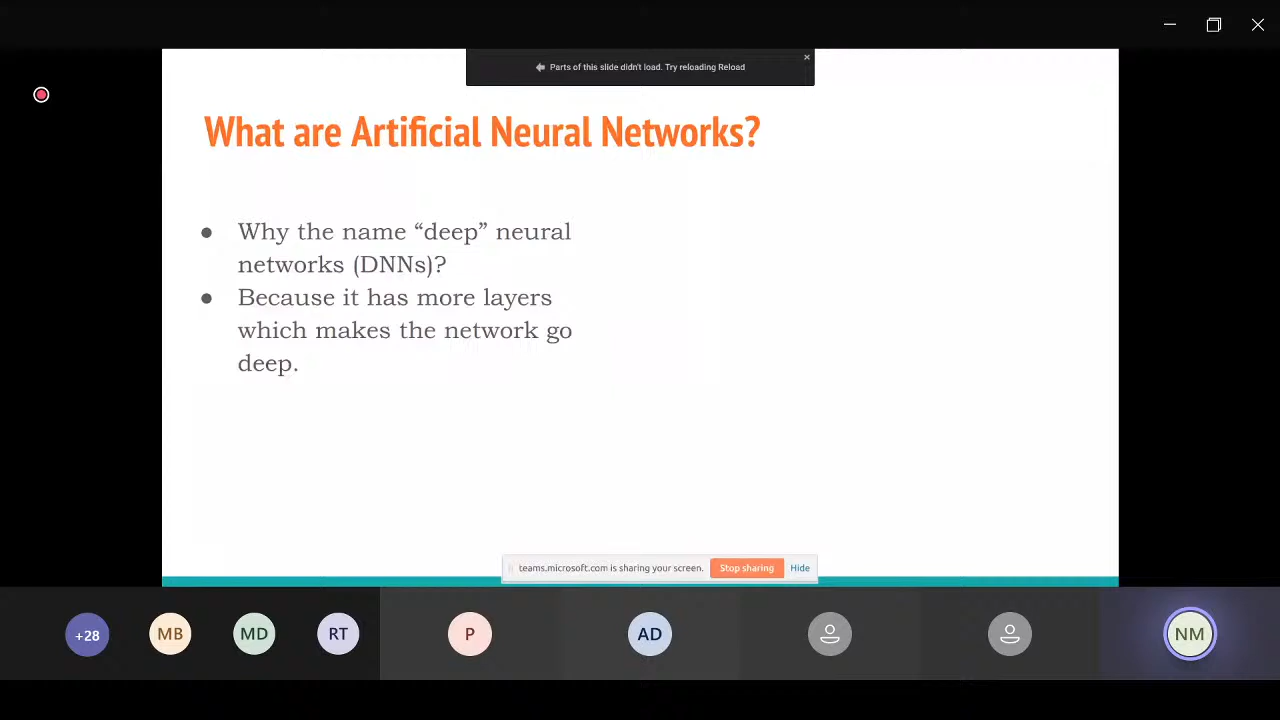 Parts of this slide didn't load. Try reloading Reload
What are Artificial Neural Networks?
● Why the name “deep” neural
networks (DNNs)?
● Because it has more layers
which makes the network go
deep.
teams.microsoft.com is sharing your screen. Stop sharing Hide
+28 MB MD RT P AD NM